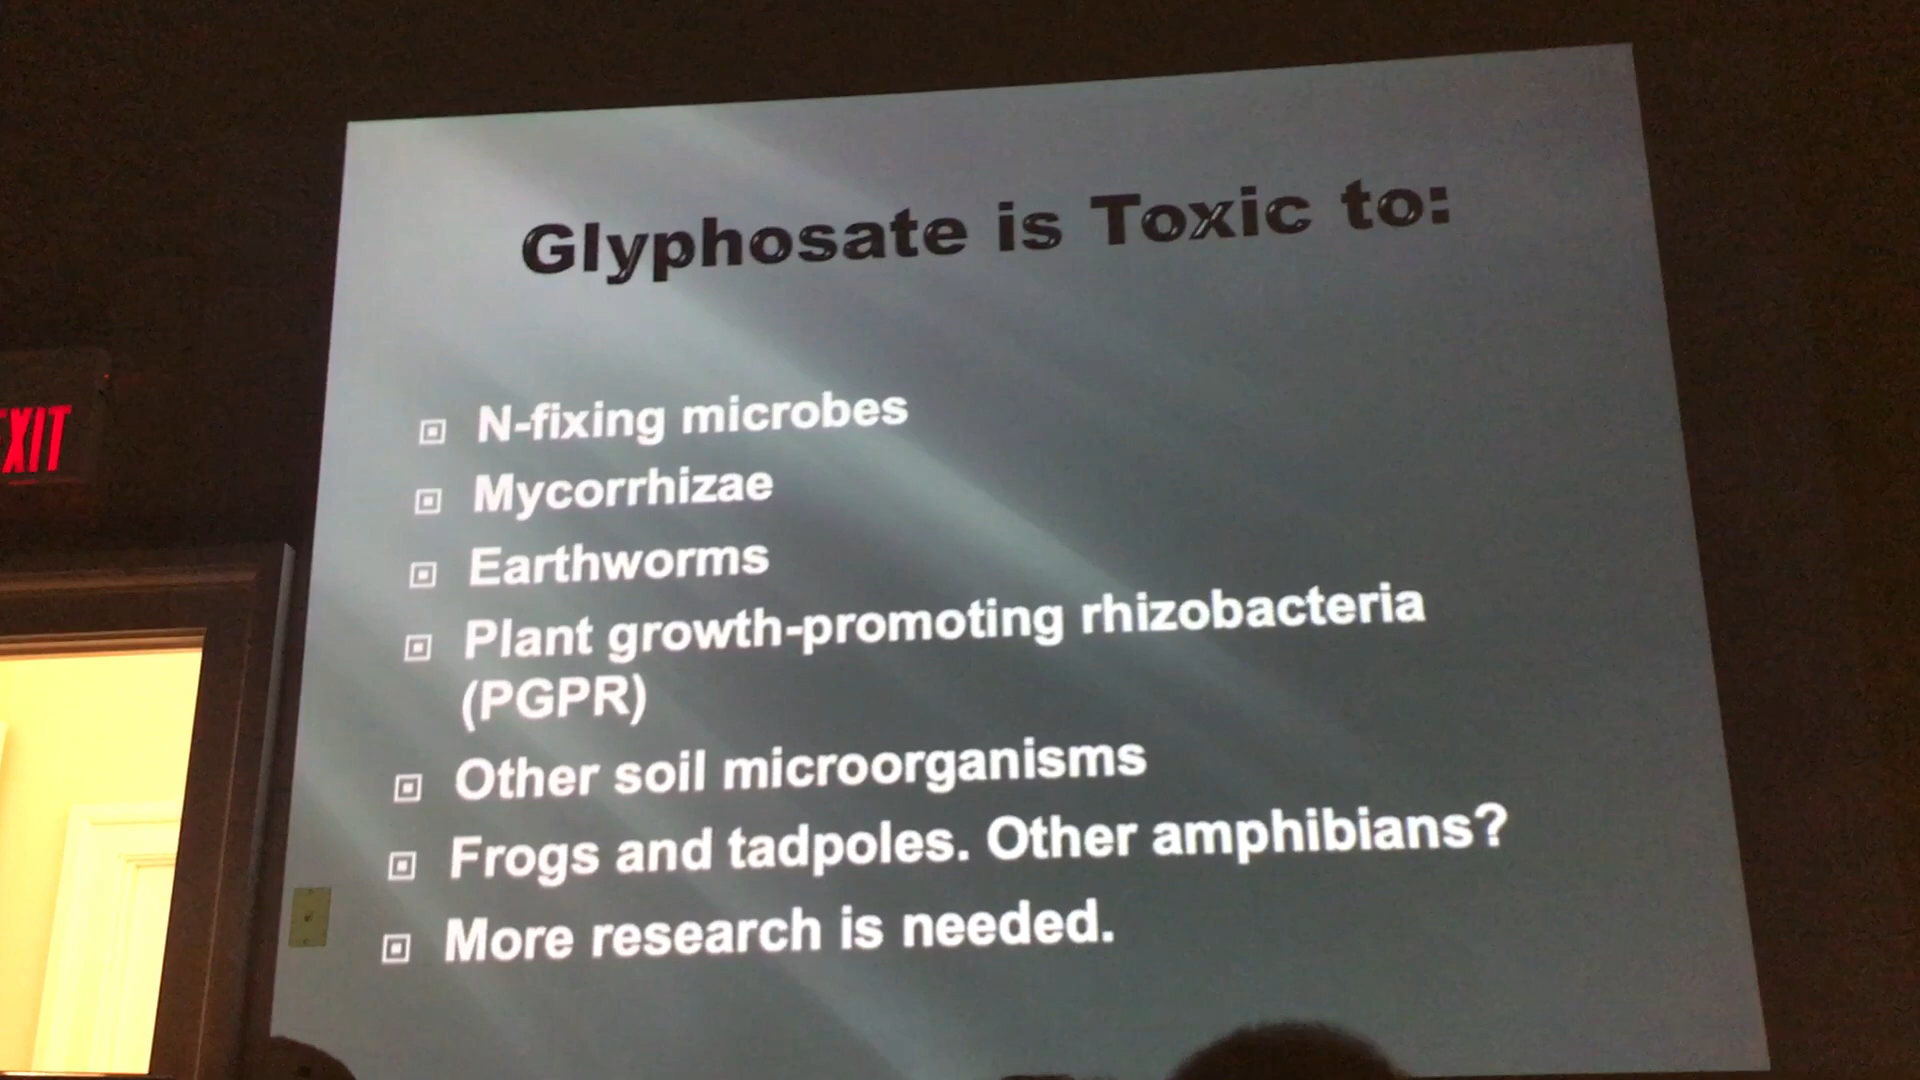 Glyphosate is Toxic to:
N-fixing microbes
Mycorrhizae
Earthworms
Plant growth-promoting rhizobacteria
(PGPR)
Other soil microorganisms
Frogs and tadpoles. Other amphibians?
More research is needed.
EXIT